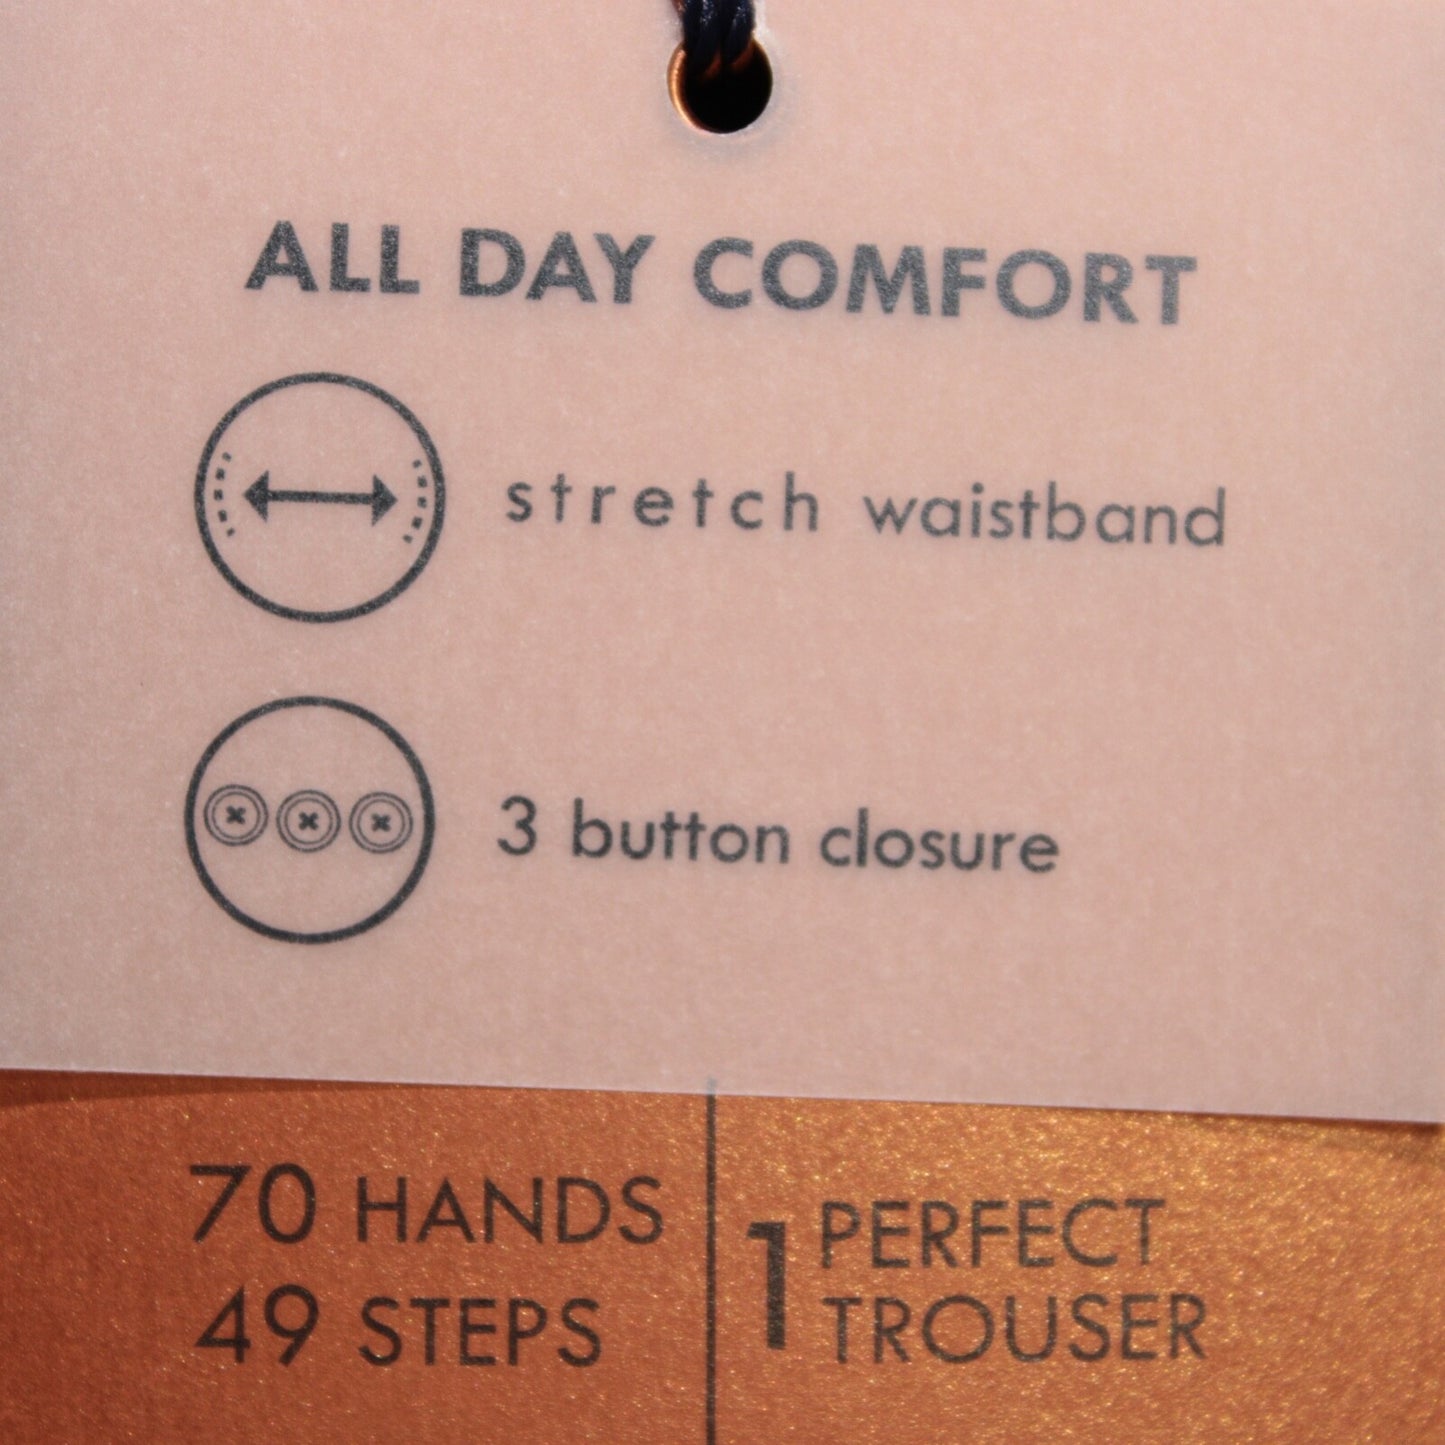 ALL DAY COMFORT
stretch waistband
3 button closure
70 HANDS
49 STEPS
1 PERFECT
TROUSER